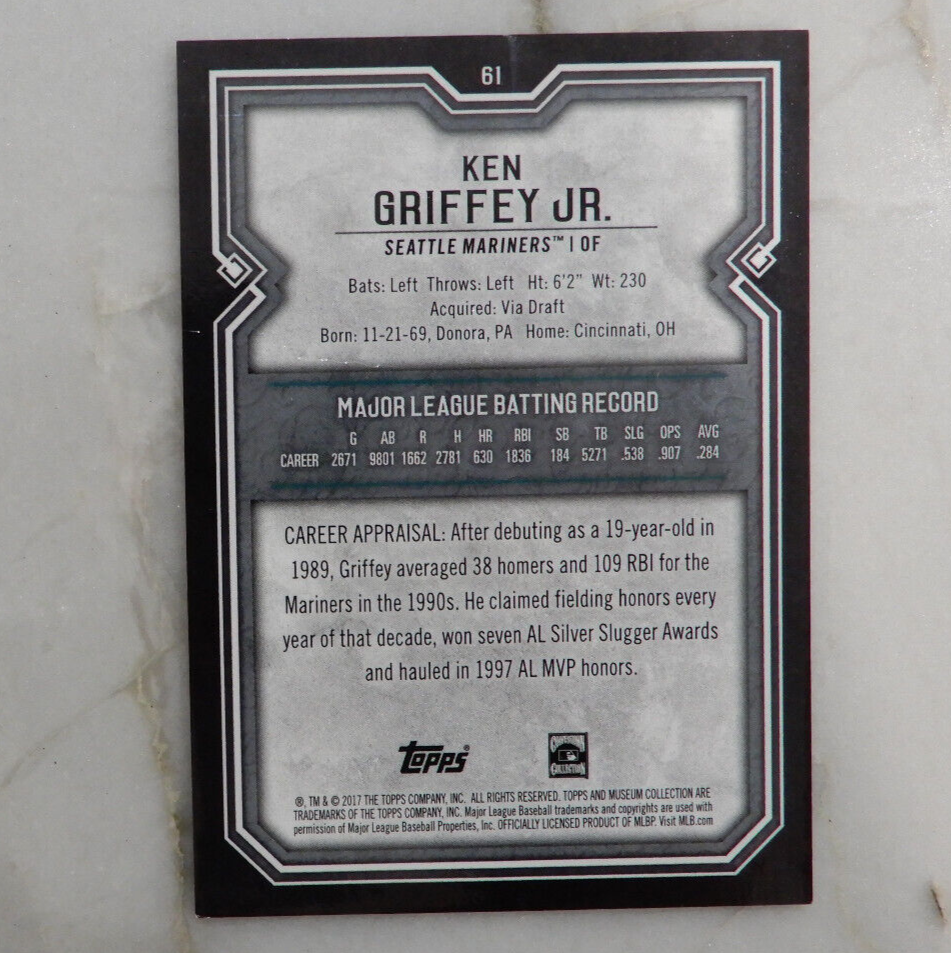 61
KEN
GRIFFEY JR.
SEATTLE MARINERS™ | OF
Bats: Left Throws: Left Ht: 6'2" Wt: 230
Acquired: Via Draft
Born: 11-21-69, Donora, PA Home: Cincinnati, OH
MAJOR LEAGUE BATTING RECORD
G AB R H HR RBI SB TB SLG OPS AVG
CAREER 2671 9801 1662 2781 630 1836 184 5271 .538 .907 .284
CAREER APPRAISAL: After debuting as a 19-year-old in
1989, Griffey averaged 38 homers and 109 RBI for the
Mariners in the 1990s. He claimed fielding honors every
year of that decade, won seven AL Silver Slugger Awards
and hauled in 1997 AL MVP honors.
Topps®
COOPERSTOWN COLLECTION
®, TM & © 2017 THE TOPPS COMPANY, INC. ALL RIGHTS RESERVED. TOPPS AND MUSEUM COLLECTION ARE
TRADEMARKS OF THE TOPPS COMPANY, INC. Major League Baseball trademarks and copyrights are used with
permission of Major League Baseball Properties, Inc. OFFICIALLY LICENSED PRODUCT OF MLBP. Visit MLB.com